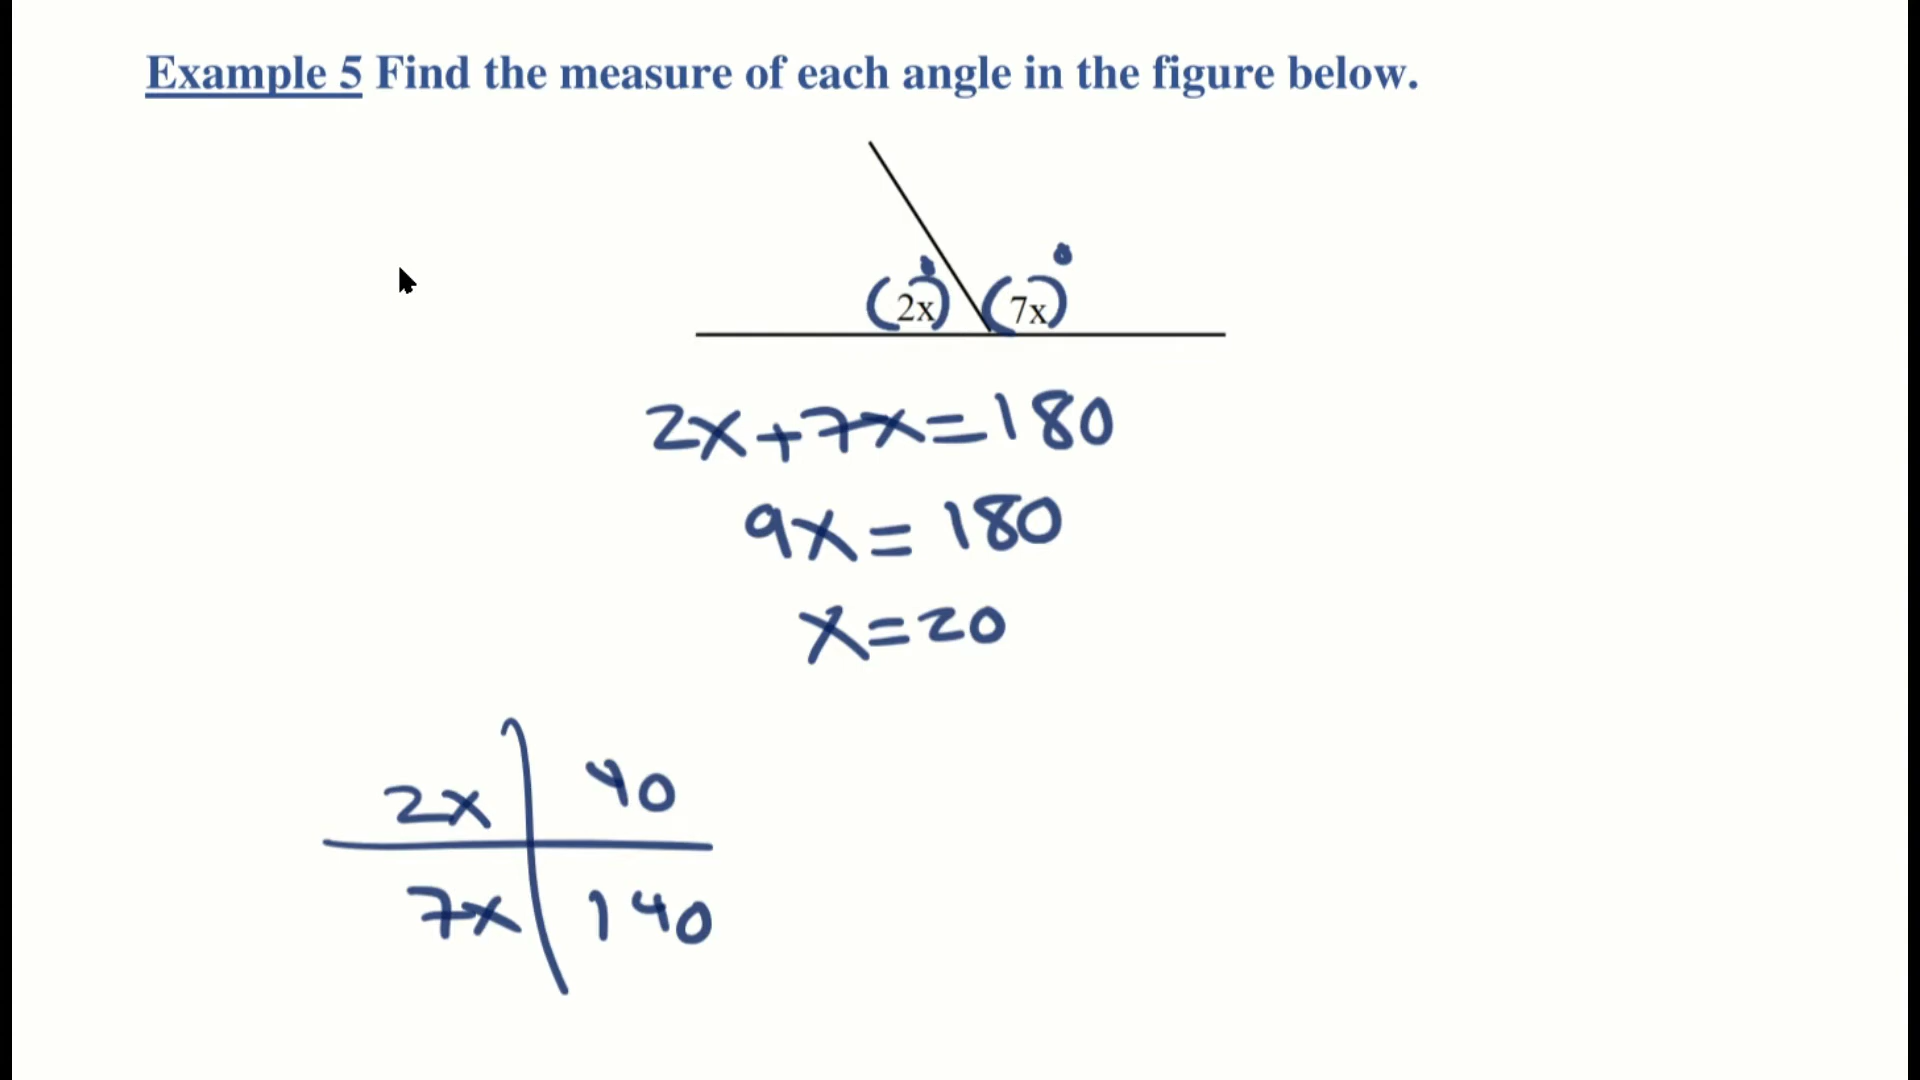 Example 5 Find the measure of each angle in the figure below.
(2x)° (7x)°
2x+7x=180
9x=180
x=20
2x 40
7x 140